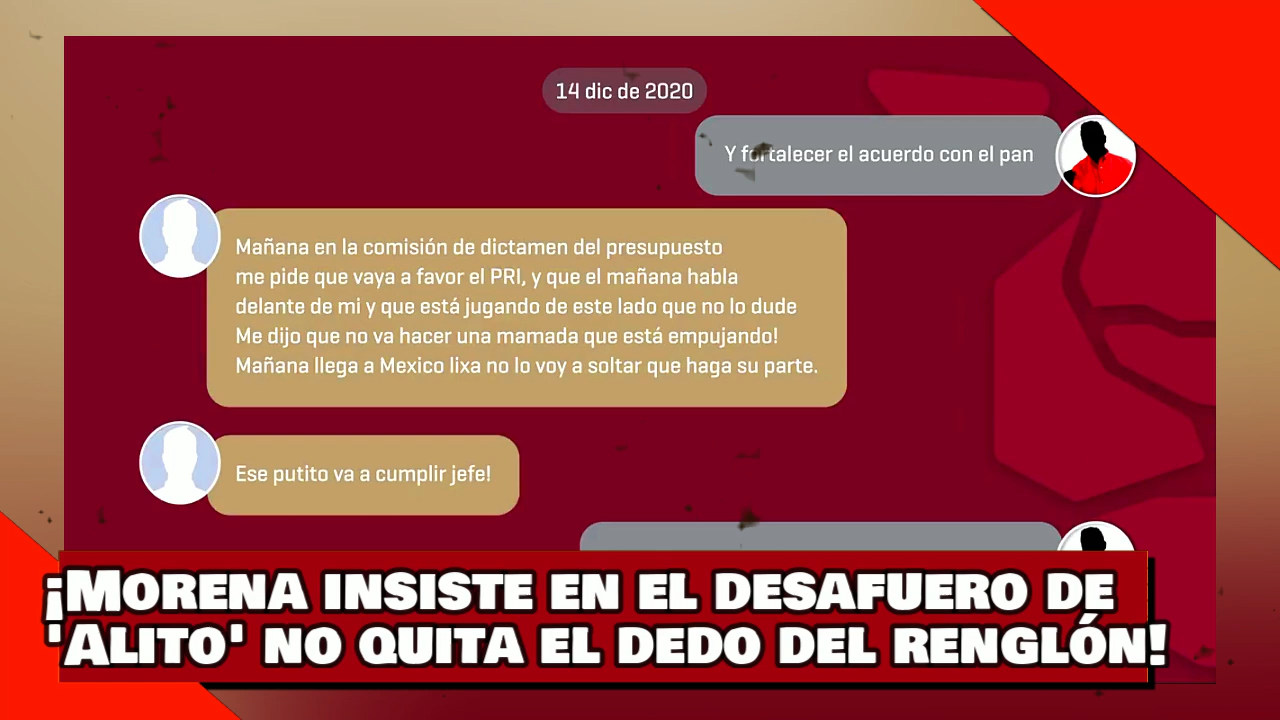 14 dic de 2020
Y fortalecer el acuerdo con el pan
Mañana en la comisión de dictamen del presupuesto
me pide que vaya a favor el PRI, y que el mañana habla
delante de mi y que está jugando de este lado que no lo dude
Me dijo que no va hacer una mamada que está empujando!
Mañana llega a Mexico lixa no lo voy a soltar que haga su parte.
Ese putito va a cumplir jefe!
¡Morena insiste en el desafuero de
'Alito' no quita el dedo del renglón!